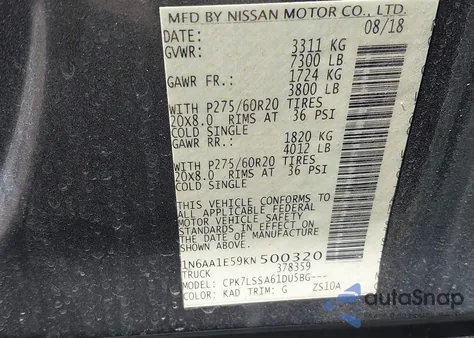 MFD BY NISSAN MOTOR CO., LTD.
DATE: 08/18
GVWR: 3311 KG
7300 LB
GAWR FR.: 1724 KG
3800 LB
WITH P275/60R20 TIRES
20x8.0 RIMS AT 36 PSI
COLD SINGLE
GAWR RR.: 1820 KG
4012 LB
WITH P275/60R20 TIRES
20x8.0 RIMS AT 36 PSI
COLD SINGLE
THIS VEHICLE CONFORMS TO
ALL APPLICABLE FEDERAL
MOTOR VEHICLE SAFETY
STANDARDS IN EFFECT ON
THE DATE OF MANUFACTURE
SHOWN ABOVE.
1N6AA1E59KN500320
TRUCK 378359
MODEL: CPK7LSSA61DU5BG---
COLOR: KAD TRIM: G ZS10A
autaSnap